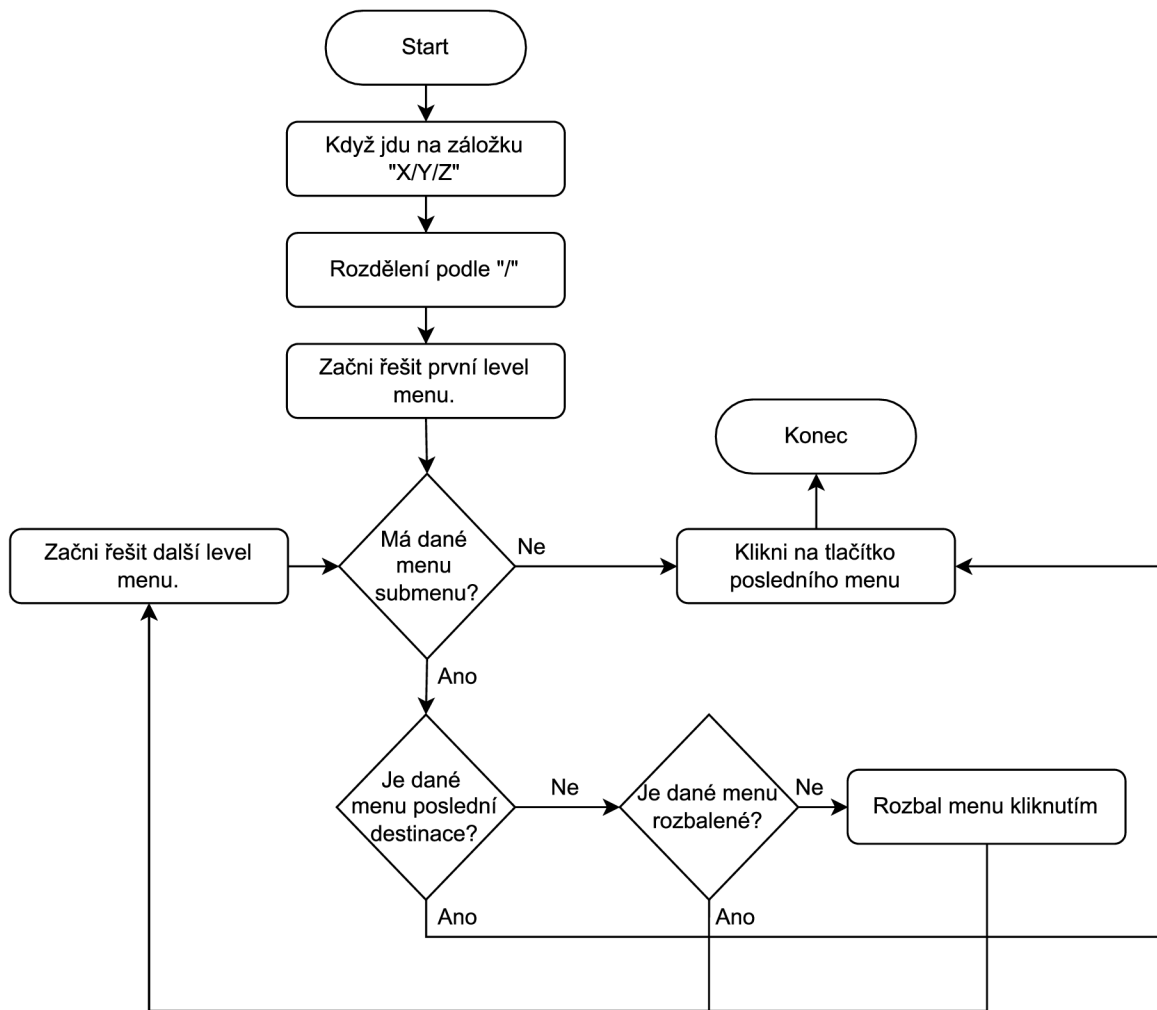 Start
Když jdu na záložku
"X/Y/Z"
Rozdělení podle "/"
Začni řešit první level
menu.
Konec
Začni řešit další level
menu.
Má dané
menu
submenu?
Ne
Klikni na tlačítko
posledního menu
Ano
Je dané
menu poslední
destinace?
Ne
Je dané menu
rozbalené?
Ne
Rozbal menu kliknutím
Ano
Ano